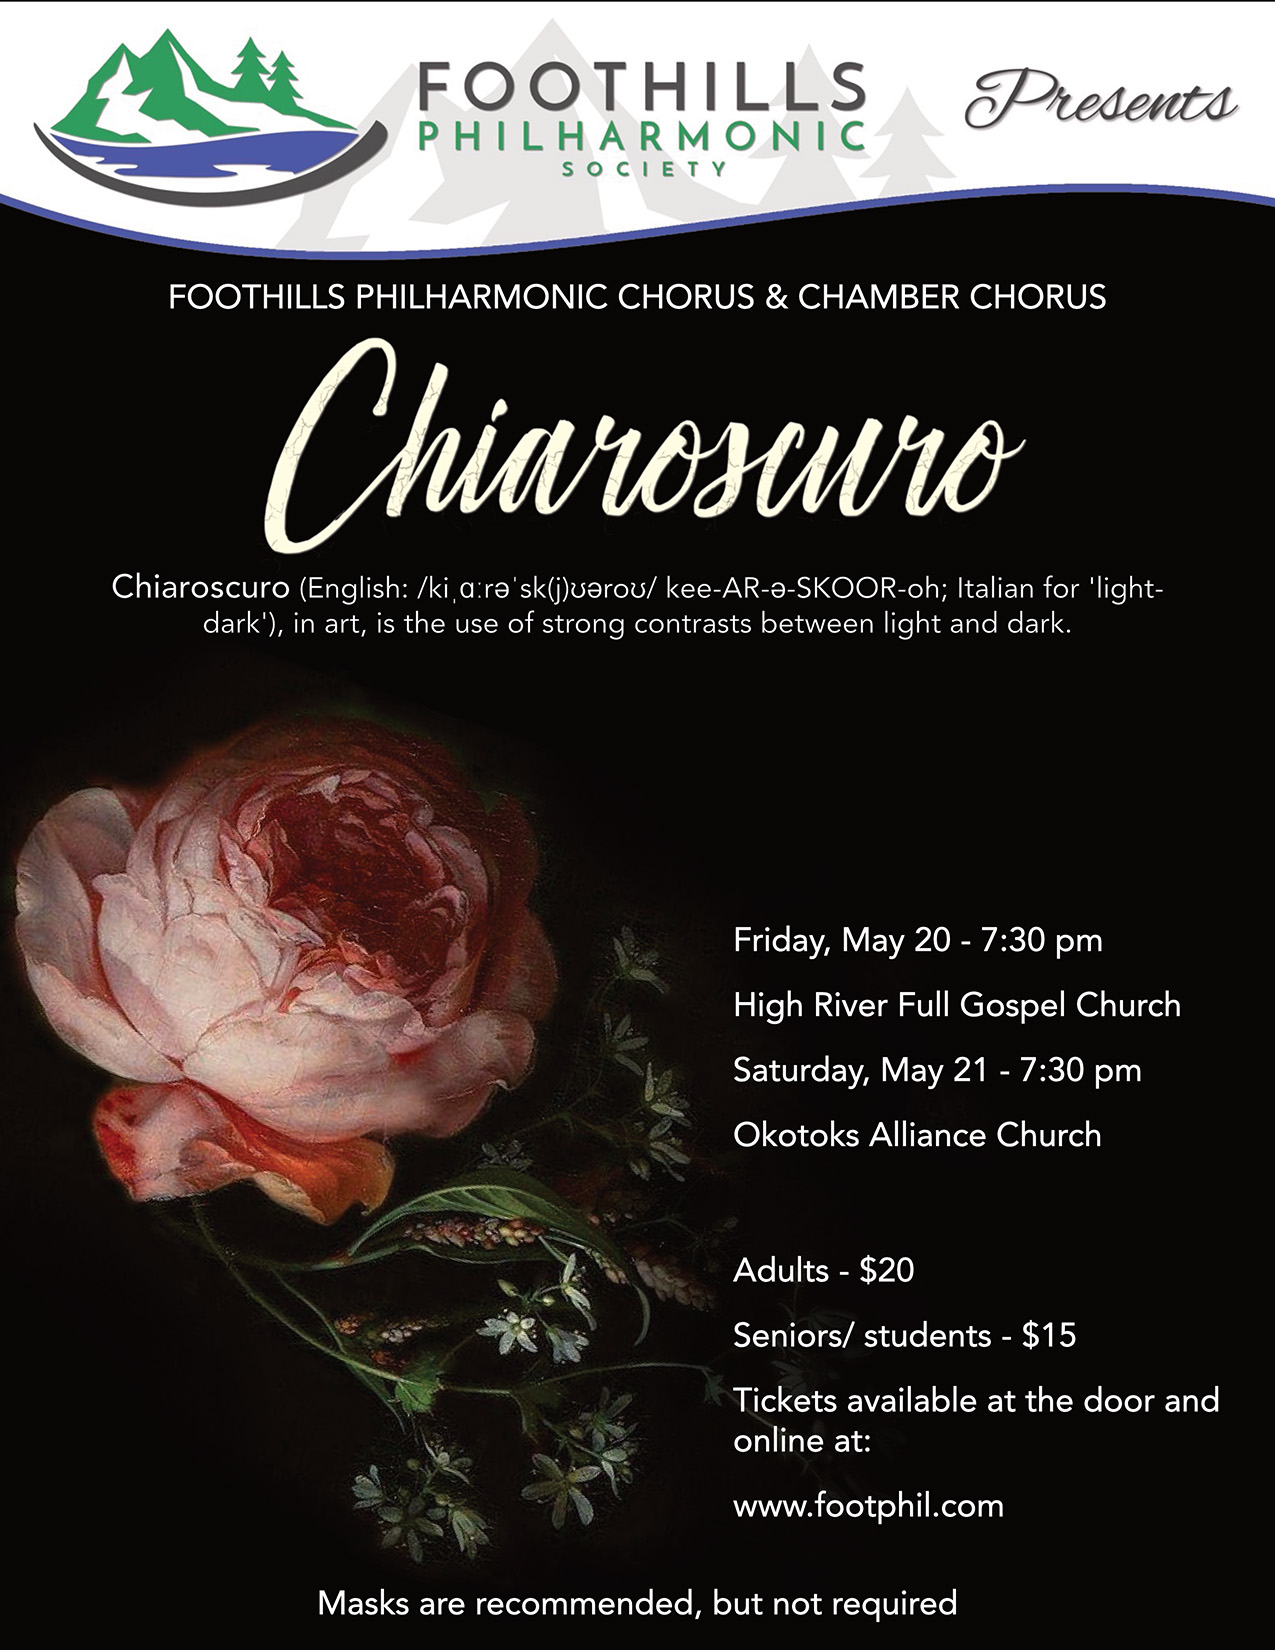 FOOTHILLS
PHILHARMONIC
SOCIETY
Presents
FOOTHILLS PHILHARMONIC CHORUS & CHAMBER CHORUS
Chiaroscuro
Chiaroscuro (English: /kiˌɑːrəˈsk(j)ʊəroʊ/ kee-AR-ə-SKOOR-oh; Italian for 'light-
dark'), in art, is the use of strong contrasts between light and dark.
Friday, May 20 - 7:30 pm
High River Full Gospel Church
Saturday, May 21 - 7:30 pm
Okotoks Alliance Church
Adults - $20
Seniors/ students - $15
Tickets available at the door and
online at:
www.footphil.com
Masks are recommended, but not required